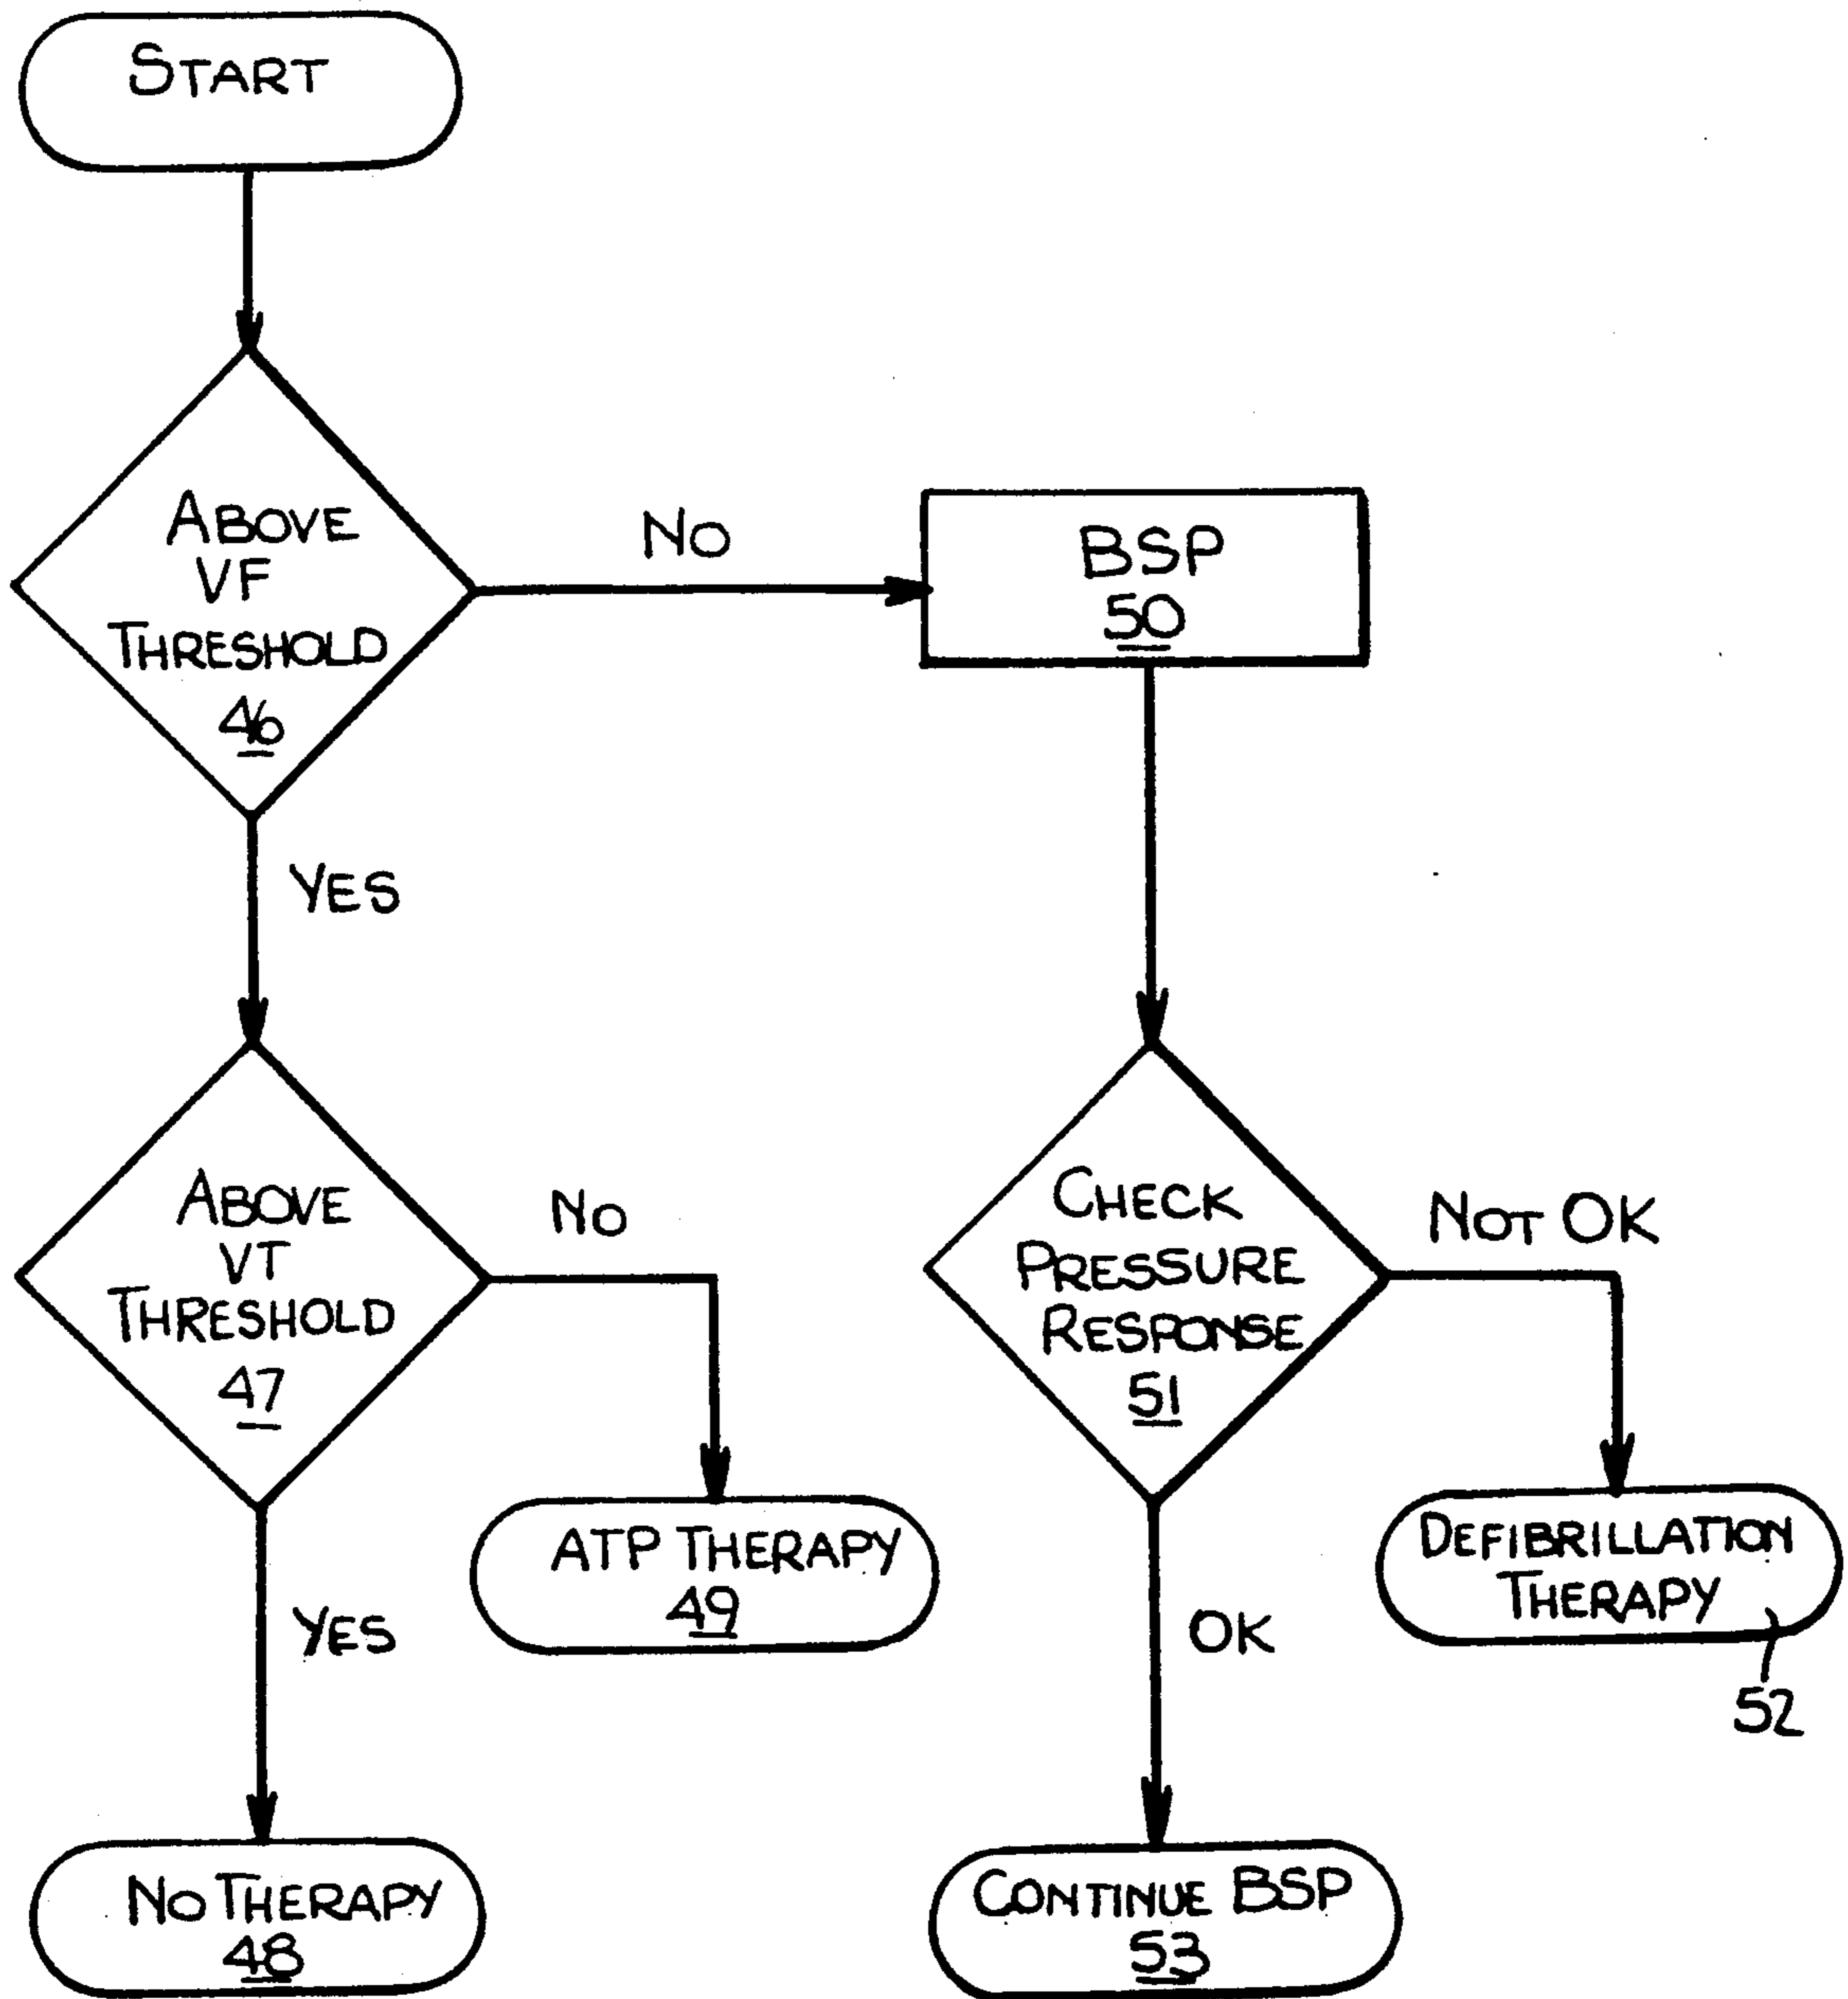 START
ABOVE
VF
THRESHOLD
46
NO
BSP
50
YES
ABOVE
VT
THRESHOLD
47
NO
CHECK
PRESSURE
RESPONSE
51
NOT OK
ATP THERAPY
49
DEFIBRILLATION
THERAPY
52
YES
OK
NO THERAPY
48
CONTINUE BSP
53